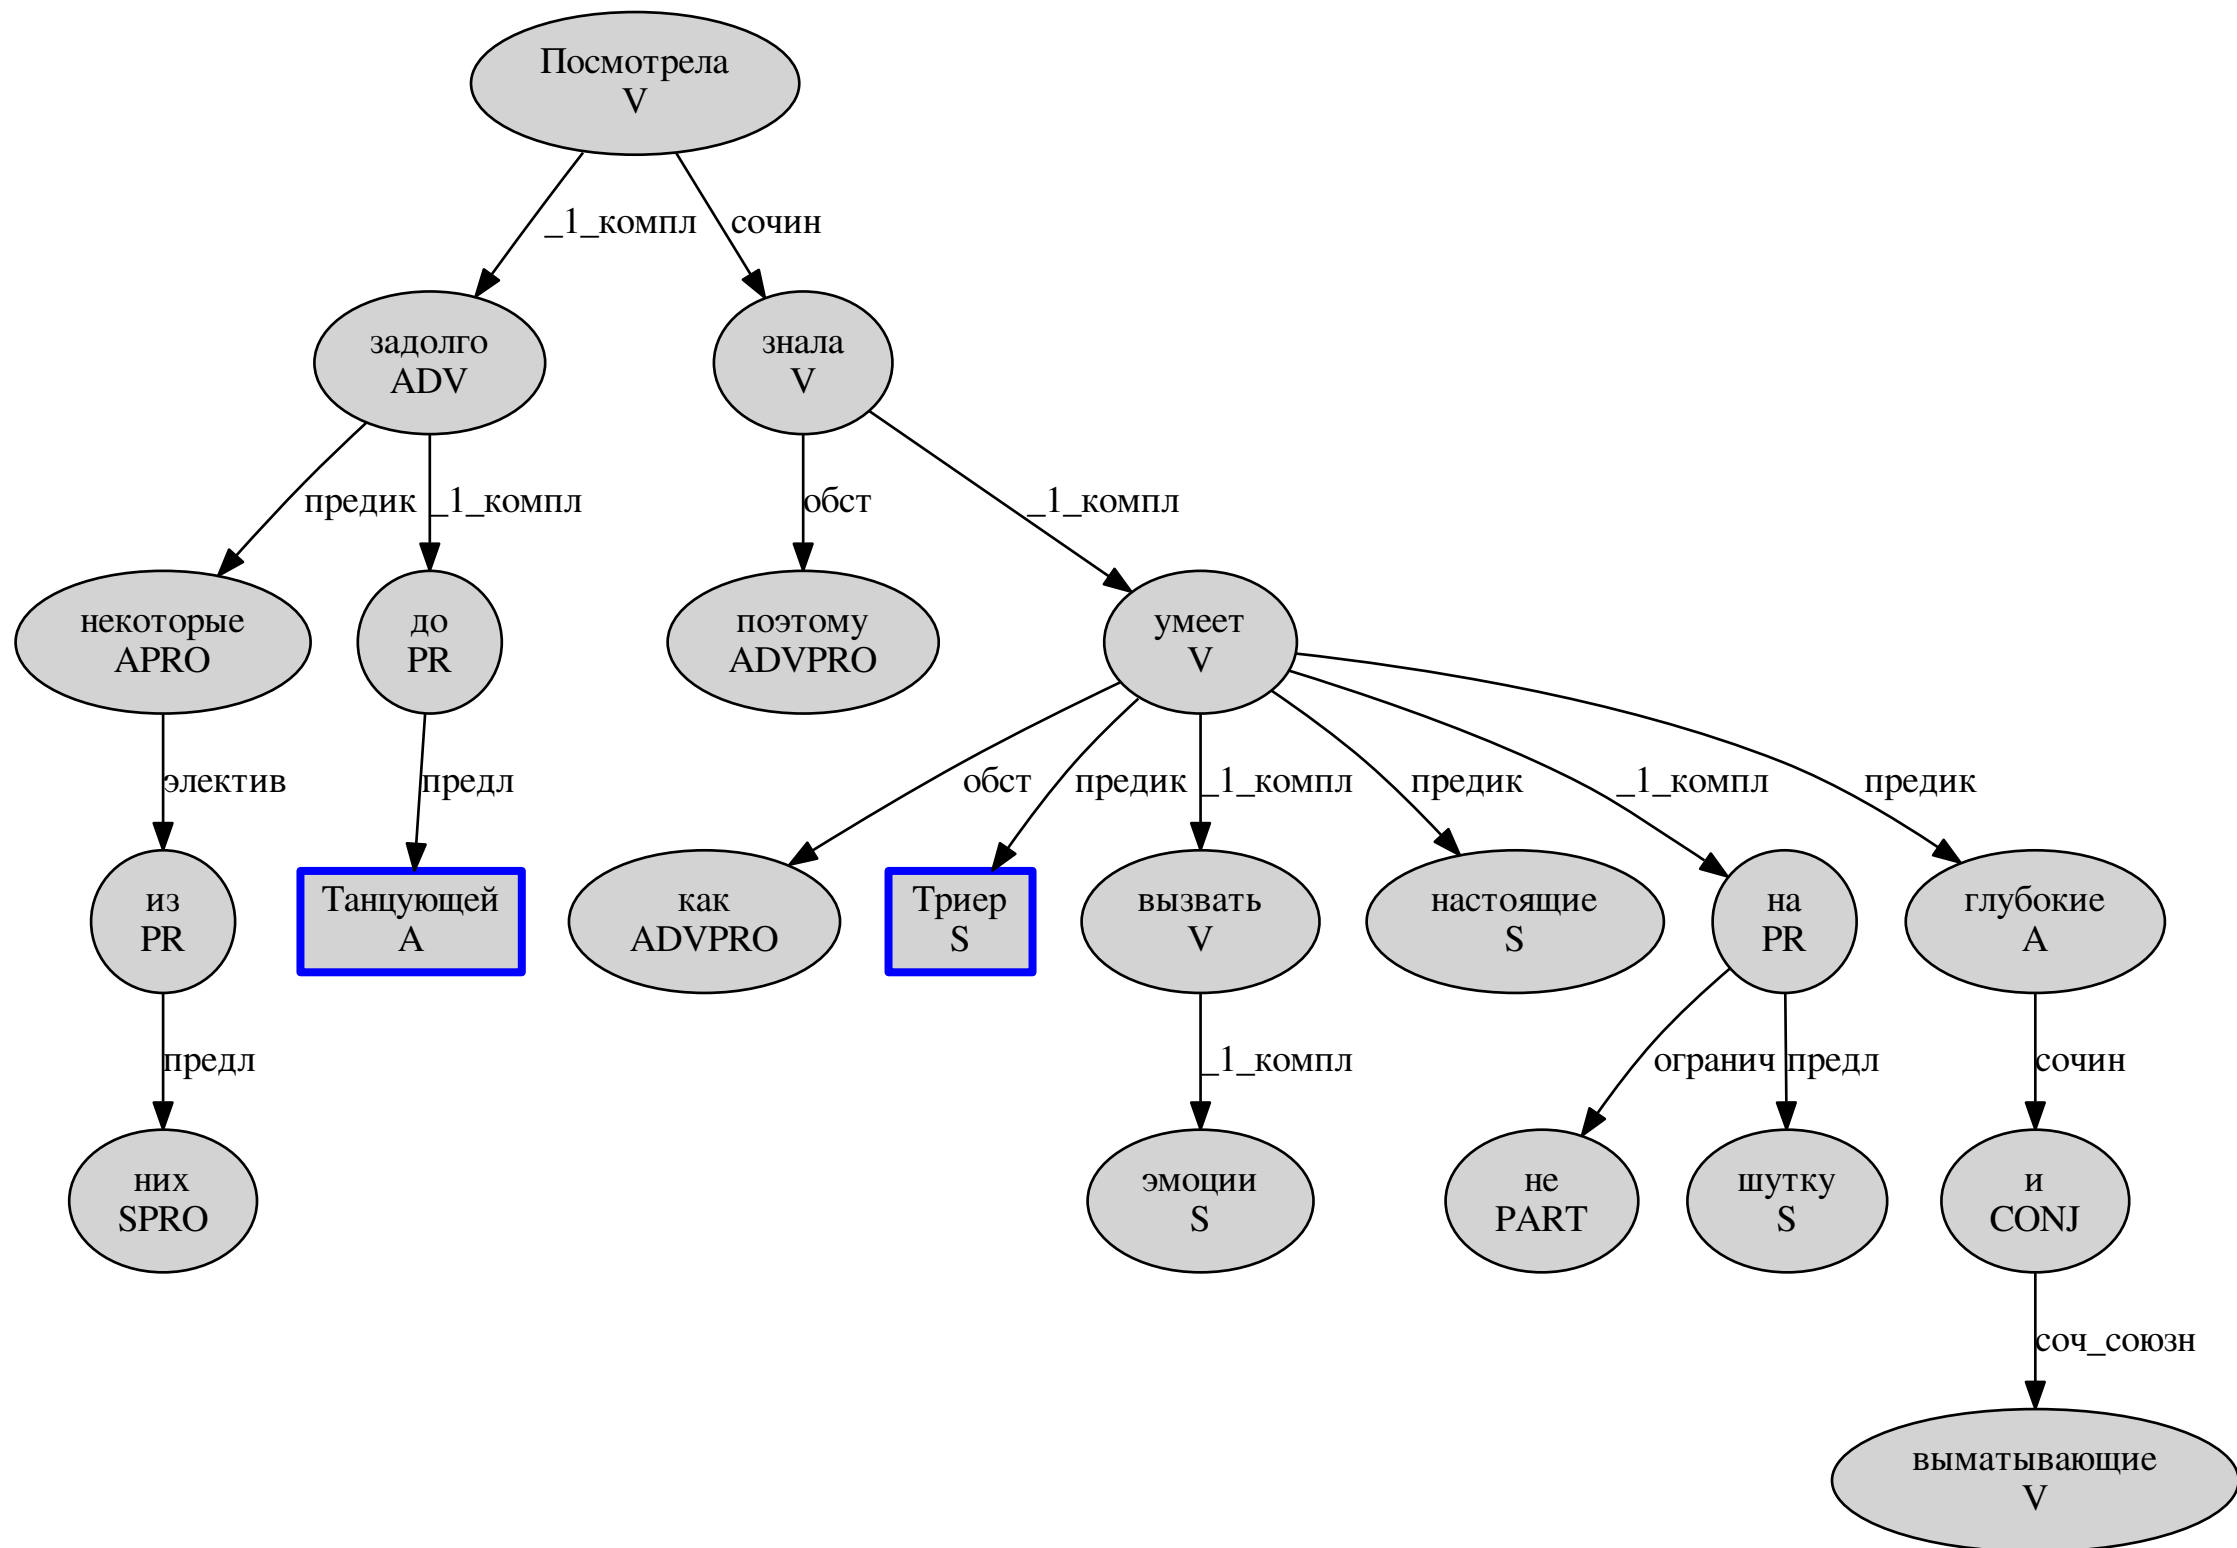 Посмотрела
V
_1_компл
сочин
задолго
ADV
знала
V
предик
_1_компл
обст
_1_компл
некоторые
APRO
до
PR
поэтому
ADVPRO
умеет
V
электив
предл
обст
предик
_1_компл
предик
_1_компл
предик
из
PR
Танцующей
A
как
ADVPRO
Триер
S
вызвать
V
настоящие
S
на
PR
глубокие
A
предл
_1_компл
огранич
предл
сочин
них
SPRO
эмоции
S
не
PART
шутку
S
и
CONJ
соч_союзн
выматывающие
V